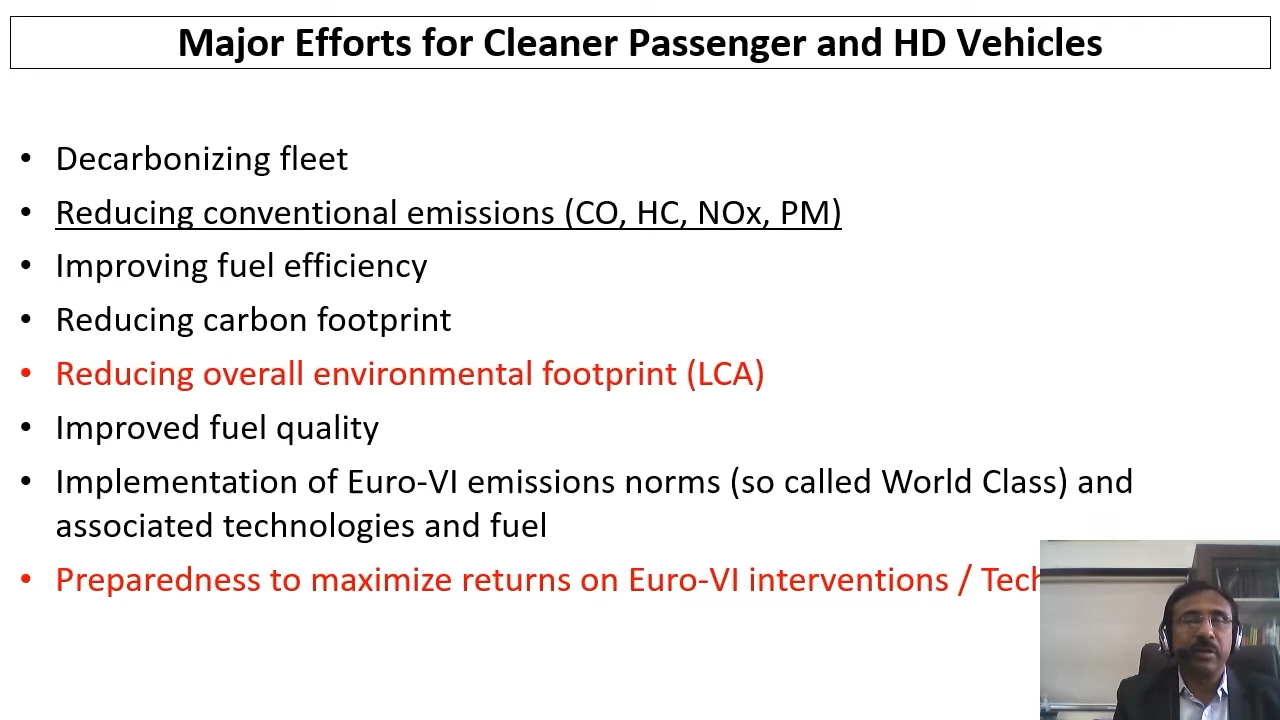 Major Efforts for Cleaner Passenger and HD Vehicles
• Decarbonizing fleet
• Reducing conventional emissions (CO, HC, NOx, PM)
• Improving fuel efficiency
• Reducing carbon footprint
• Reducing overall environmental footprint (LCA)
• Improved fuel quality
• Implementation of Euro-VI emissions norms (so called World Class) and
associated technologies and fuel
• Preparedness to maximize returns on Euro-VI interventions /